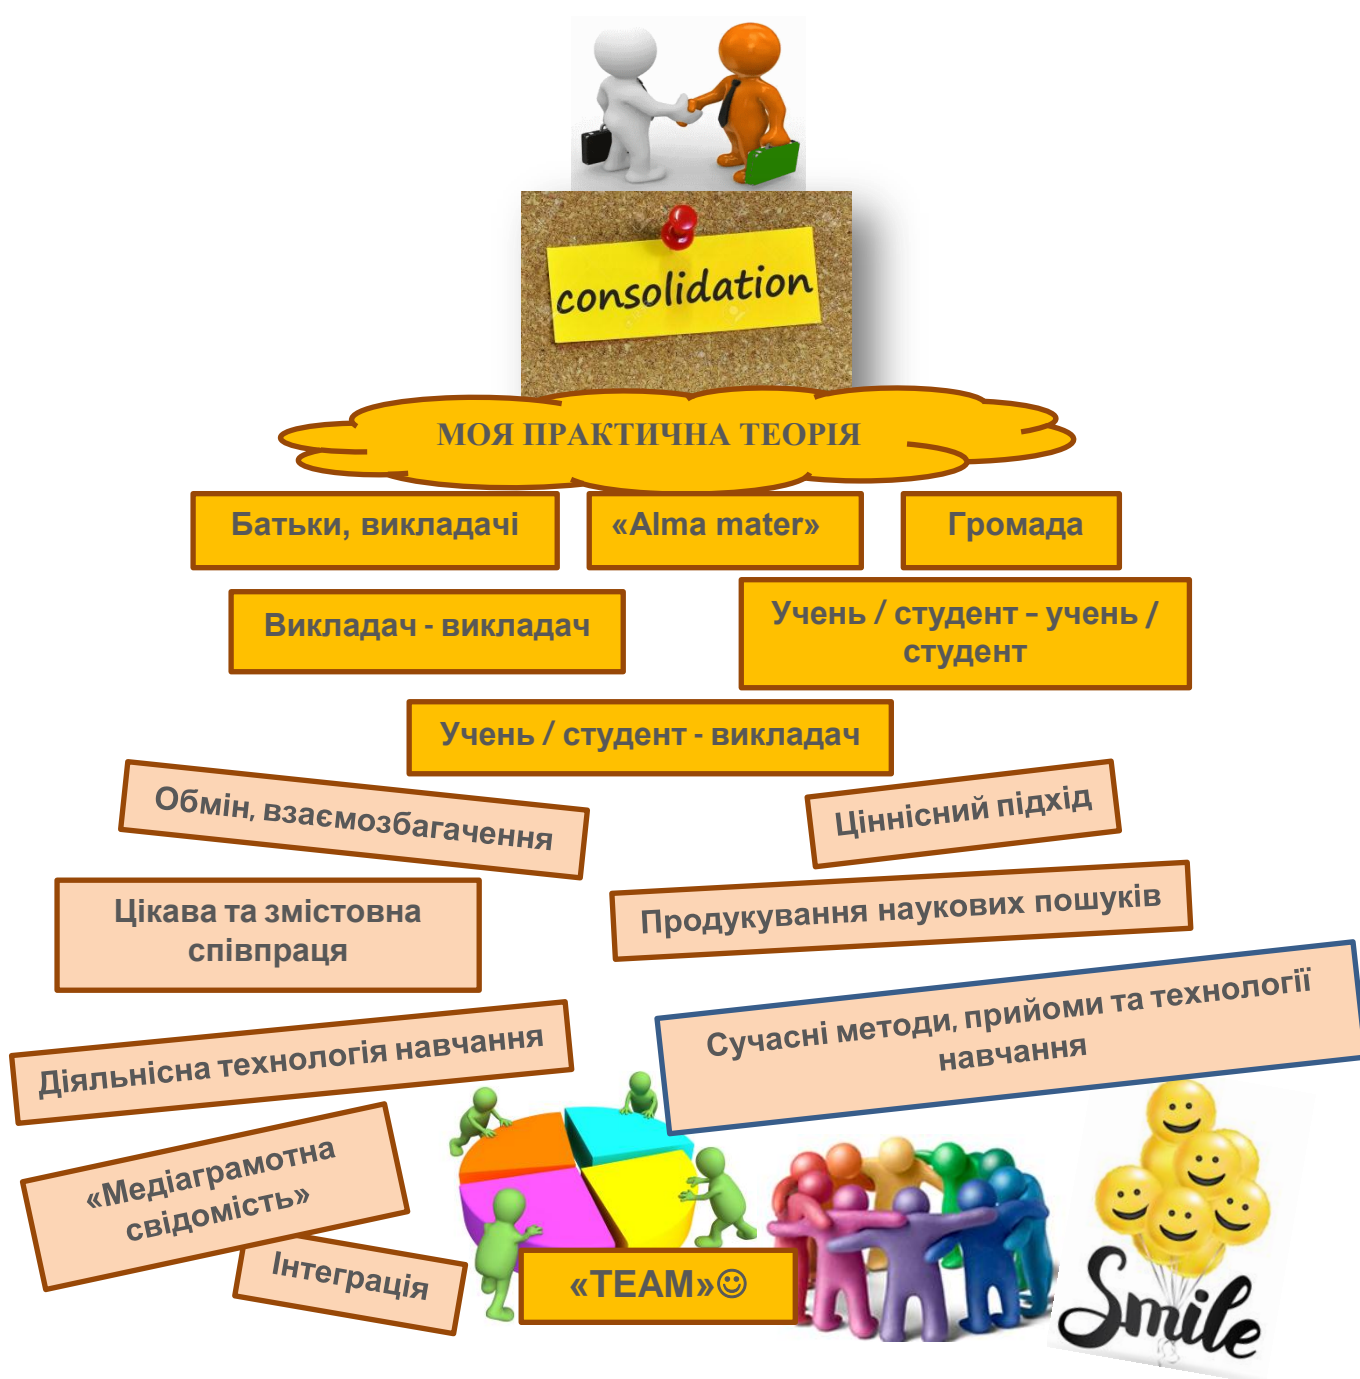 consolidation
МОЯ ПРАКТИЧНА ТЕОРІЯ
Батьки, викладачі
«Alma mater»
Громада
Викладач - викладач
Учень / студент – учень /
студент
Учень / студент - викладач
Обмін, взаємозбагачення
Ціннісний підхід
Цікава та змістовна
співпраця
Продукування наукових пошуків
Сучасні методи, прийоми та технології
навчання
Діяльнісна технологія навчання
«Медіаграмотна
свідомість»
Інтеграція
«TEAM»☺
Smile